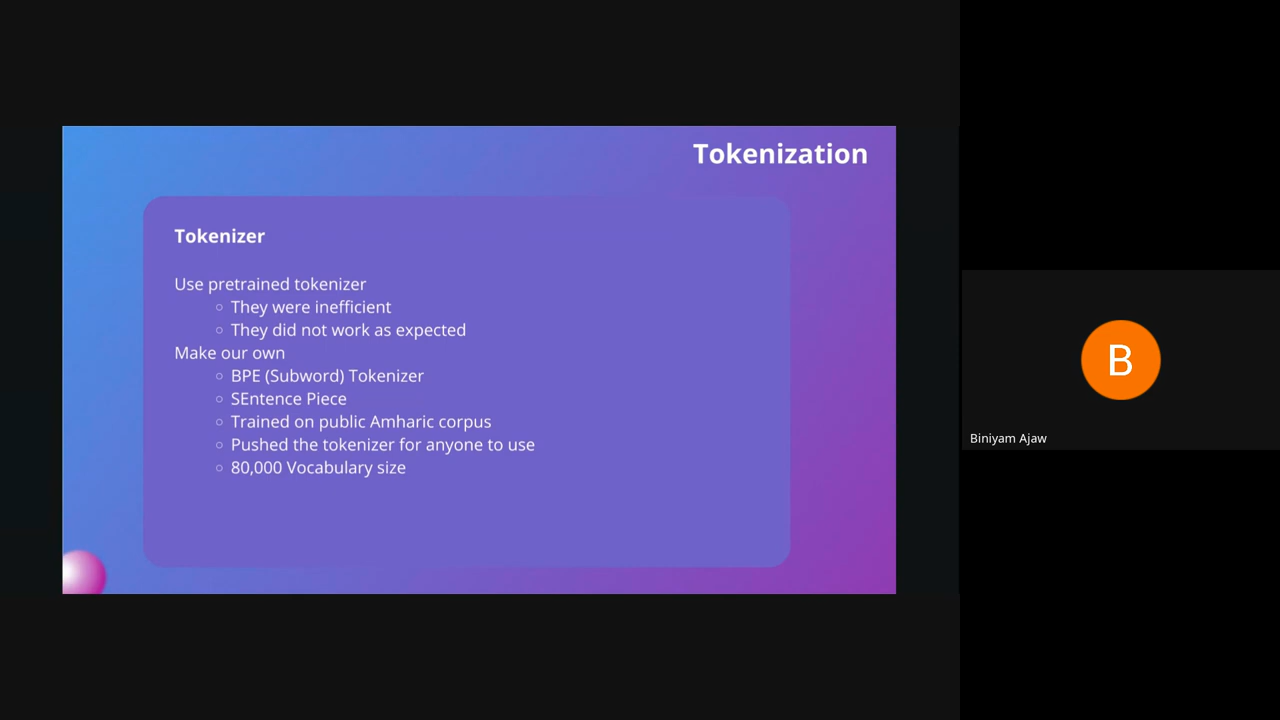 Tokenization
Tokenizer
Use pretrained tokenizer
○ They were inefficient
○ They did not work as expected
Make our own
○ BPE (Subword) Tokenizer
○ SEntence Piece
○ Trained on public Amharic corpus
○ Pushed the tokenizer for anyone to use
○ 80,000 Vocabulary size
B
Biniyam Ajaw